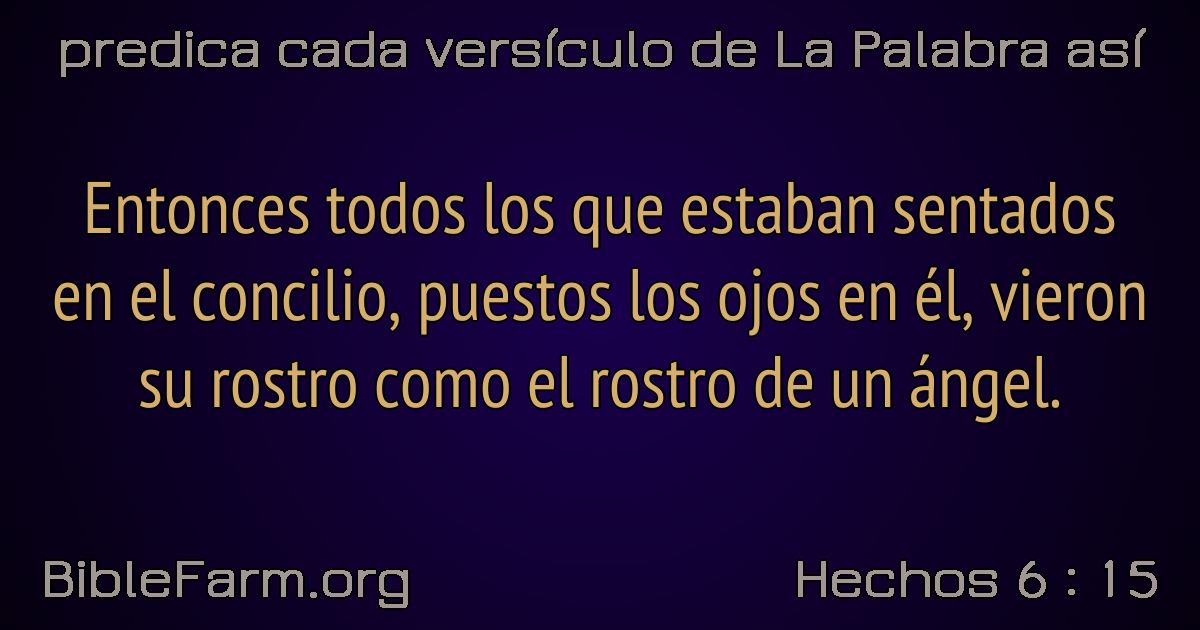 predica cada versículo de La Palabra así
Entonces todos los que estaban sentados
en el concilio, puestos los ojos en él, vieron
su rostro como el rostro de un ángel.
BibleFarm.org
Hechos 6 : 15